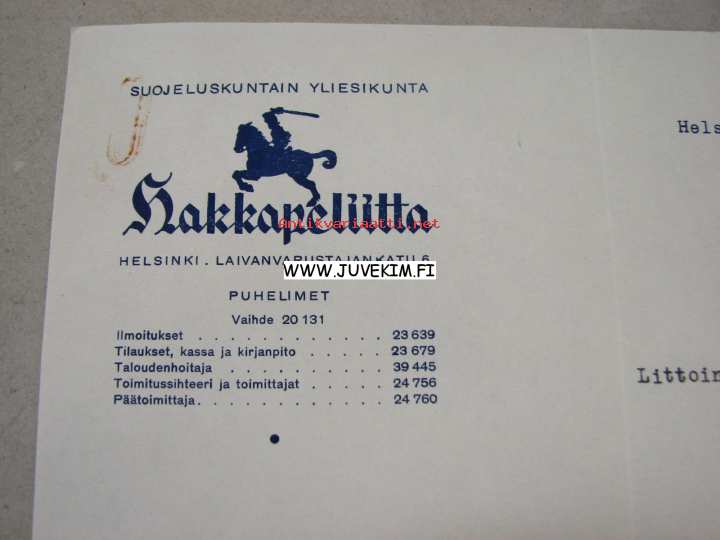 SUOJELUSKUNTAIN YLIESIKUNTA
Hels
Hakkapeliitta
Antikvariaatti.net
HELSINKI . LAIVANVARUSTAJANKATU 6
WWW.JUVEKIM.FI
PUHELIMET
Vaihde 20 131
Ilmoitukset . . . . . . . . . . . . 23 639
Tilaukset, kassa ja kirjanpito . . . . . 23 679
Taloudenhoitaja . . . . . . . . . . 39 445
Toimitussihteeri ja toimittajat . . . . . 24 756
Päätoimittaja . . . . . . . . . . . . 24 760
Littoin